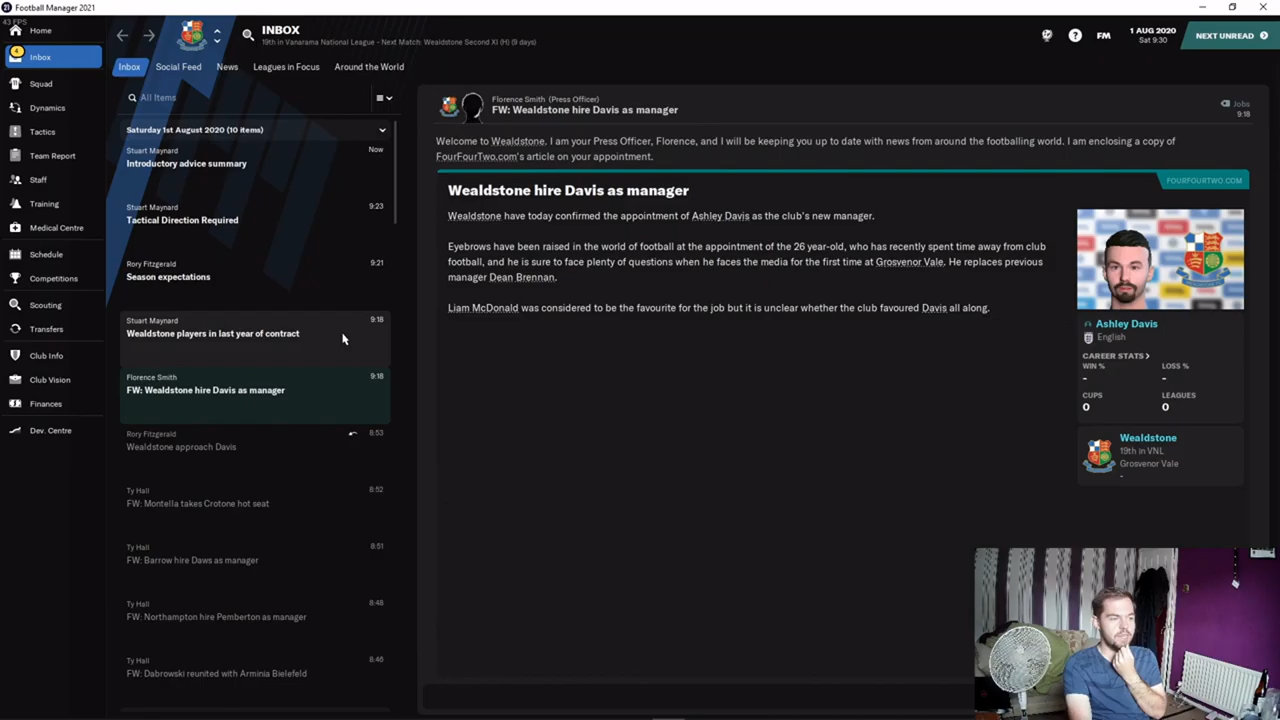 21 Football Manager 2021
43 FPS
Home
4
Inbox
Squad
Dynamics
Tactics
Team Report
Staff
Training
Medical Centre
Schedule
Competitions
Scouting
Transfers
Club Info
Club Vision
Finances
Dev. Centre
INBOX
19th in Vanarama National League - Next Match: Wealdstone Second XI (H) (9 days)
? FM
1 AUG 2020
Sat 9:30
NEXT UNREAD
Inbox Social Feed News Leagues in Focus Around the World
All Items
Saturday 1st August 2020 (10 items)
Stuart Maynard Now
Introductory advice summary
Stuart Maynard 9:23
Tactical Direction Required
Rory Fitzgerald 9:21
Season expectations
Stuart Maynard 9:18
Wealdstone players in last year of contract
Florence Smith 9:18
FW: Wealdstone hire Davis as manager
Rory Fitzgerald 8:53
Wealdstone approach Davis
Ty Hall 8:52
FW: Montella takes Crotone hot seat
Ty Hall 8:51
FW: Barrow hire Daws as manager
Ty Hall 8:48
FW: Northampton hire Pemberton as manager
Ty Hall 8:46
FW: Dabrowski reunited with Arminia Bielefeld
Florence Smith (Press Officer)
FW: Wealdstone hire Davis as manager
Jobs
9:18
Welcome to Wealdstone, I am your Press Officer, Florence, and I will be keeping you up to date with news from around the footballing world. I am enclosing a copy of
FourFourTwo.com's article on your appointment.
FOURFOURTWO.COM
Wealdstone hire Davis as manager
Wealdstone have today confirmed the appointment of Ashley Davis as the club's new manager.
Eyebrows have been raised in the world of football at the appointment of the 26 year-old, who has recently spent time away from club
football, and he is sure to face plenty of questions when he faces the media for the first time at Grosvenor Vale. He replaces previous
manager Dean Brennan.
Liam McDonald was considered to be the favourite for the job but it is unclear whether the club favoured Davis all along.
Ashley Davis
English
CAREER STATS
WIN % LOSS %
- -
CUPS LEAGUES
0 0
Wealdstone
19th in VNL
Grosvenor Vale
-